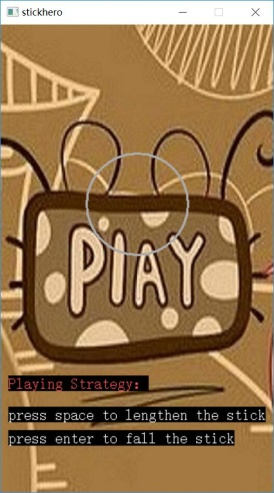 stickhero
PlAY
Playing Strategy:
press space to lengthen the stick
press enter to fall the stick